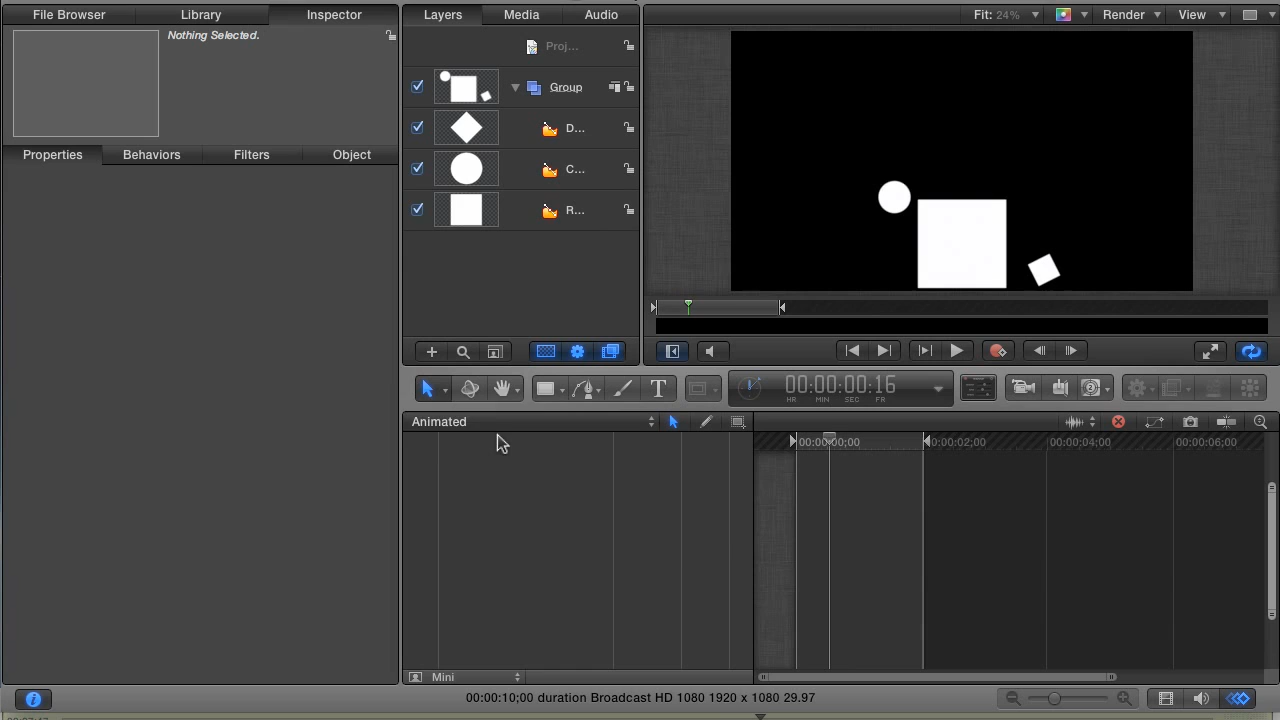 File Browser Library Inspector
Nothing Selected.
Properties Behaviors Filters Object
Layers Media Audio
Proj...
Group
D...
C...
R...
Fit: 24% Render View
00:00:00:16
HR MIN SEC FR
Animated
00:00:00;00 00:00:02;00 00:00:04;00 00:00:06;00
Mini
00:00:10;00 duration Broadcast HD 1080 1920 x 1080 29.97